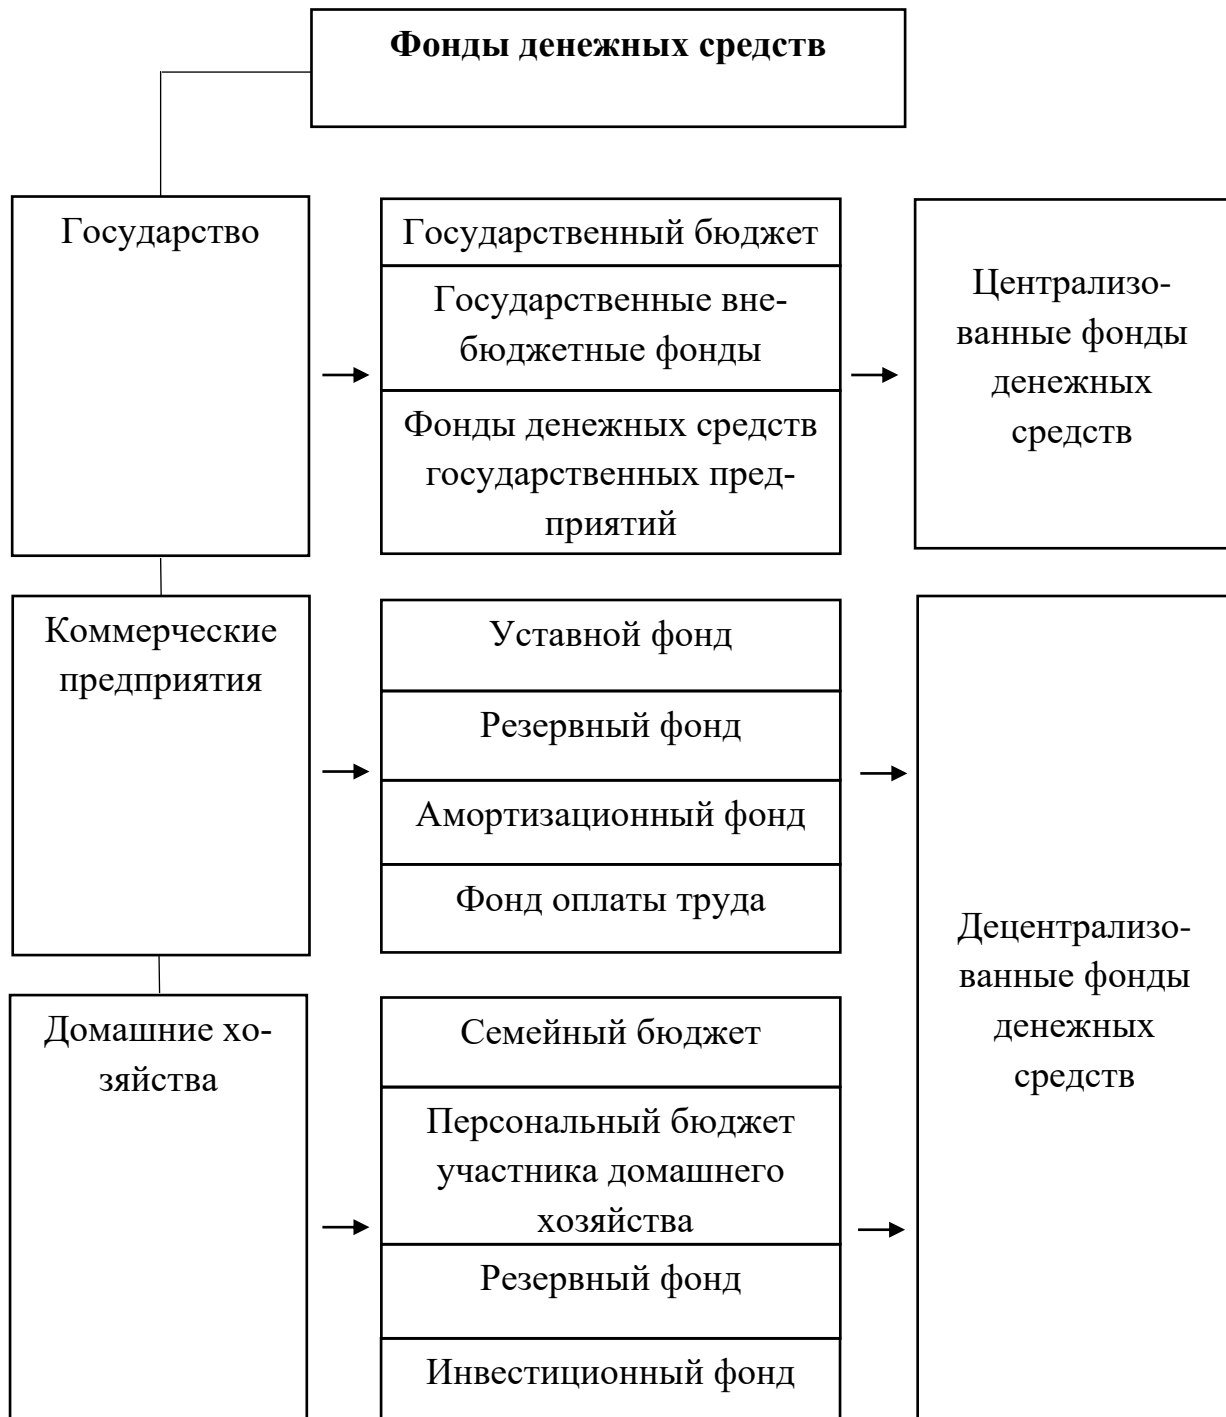 Фонды денежных средств
Государство
Государственный бюджет
Государственные вне-
бюджетные фонды
Фонды денежных средств
государственных пред-
приятий
Централизо-
ванные фонды
денежных
средств
Коммерческие
предприятия
Уставной фонд
Резервный фонд
Амортизационный фонд
Фонд оплаты труда
Децентрализо-
ванные фонды
денежных
средств
Домашние хо-
зяйства
Семейный бюджет
Персональный бюджет
участника домашнего
хозяйства
Резервный фонд
Инвестиционный фонд